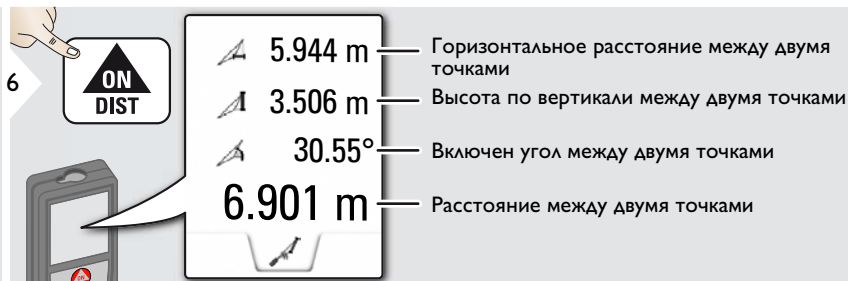 6
ON
DIST
5.944 m
Горизонтальное расстояние между двумя
точками
3.506 m
Высота по вертикали между двумя точками
30.55°
Включен угол между двумя точками
6.901 m
Расстояние между двумя точками
ON